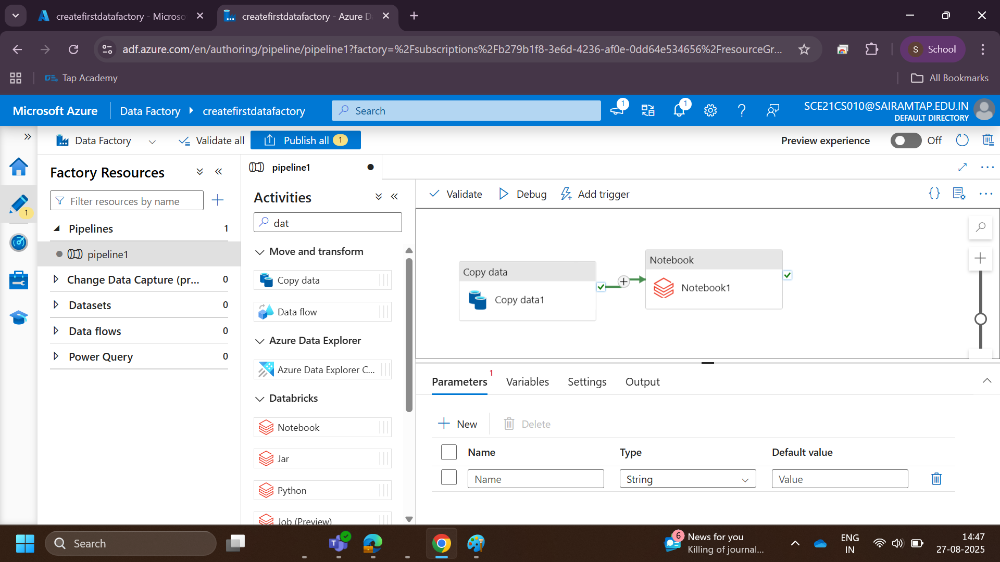 createfirstdatafactory - Microso
createfirstdatafactory - Azure D
adf.azure.com/en/authoring/pipeline/pipeline1?factory=%2Fsubscriptions%2Fb279b1f8-3e6d-4236-af0e-0dd64e534656%2FresourceGr...
S School
Tap Academy
All Bookmarks
Microsoft Azure
Data Factory
createfirstdatafactory
Search
1
1
SCE21CS010@SAIRAMTAP.EDU.IN
DEFAULT DIRECTORY
Data Factory
Validate all
Publish all 1
Preview experience
Off
1
Factory Resources
Filter resources by name
Pipelines 1
pipeline1
Change Data Capture (pr... 0
Datasets 0
Data flows 0
Power Query 0
pipeline1
Activities
dat
Move and transform
Copy data
Data flow
Azure Data Explorer
Azure Data Explorer C...
Databricks
Notebook
Jar
Python
Job (Preview)
Validate
Debug
Add trigger
{}
Copy data
Copy data1
Notebook
Notebook1
Parameters 1
Variables
Settings
Output
New
Delete
Name Type Default value
Name String Value
Search
6
News for you
Killing of journal...
ENG
IN
14:47
27-08-2025